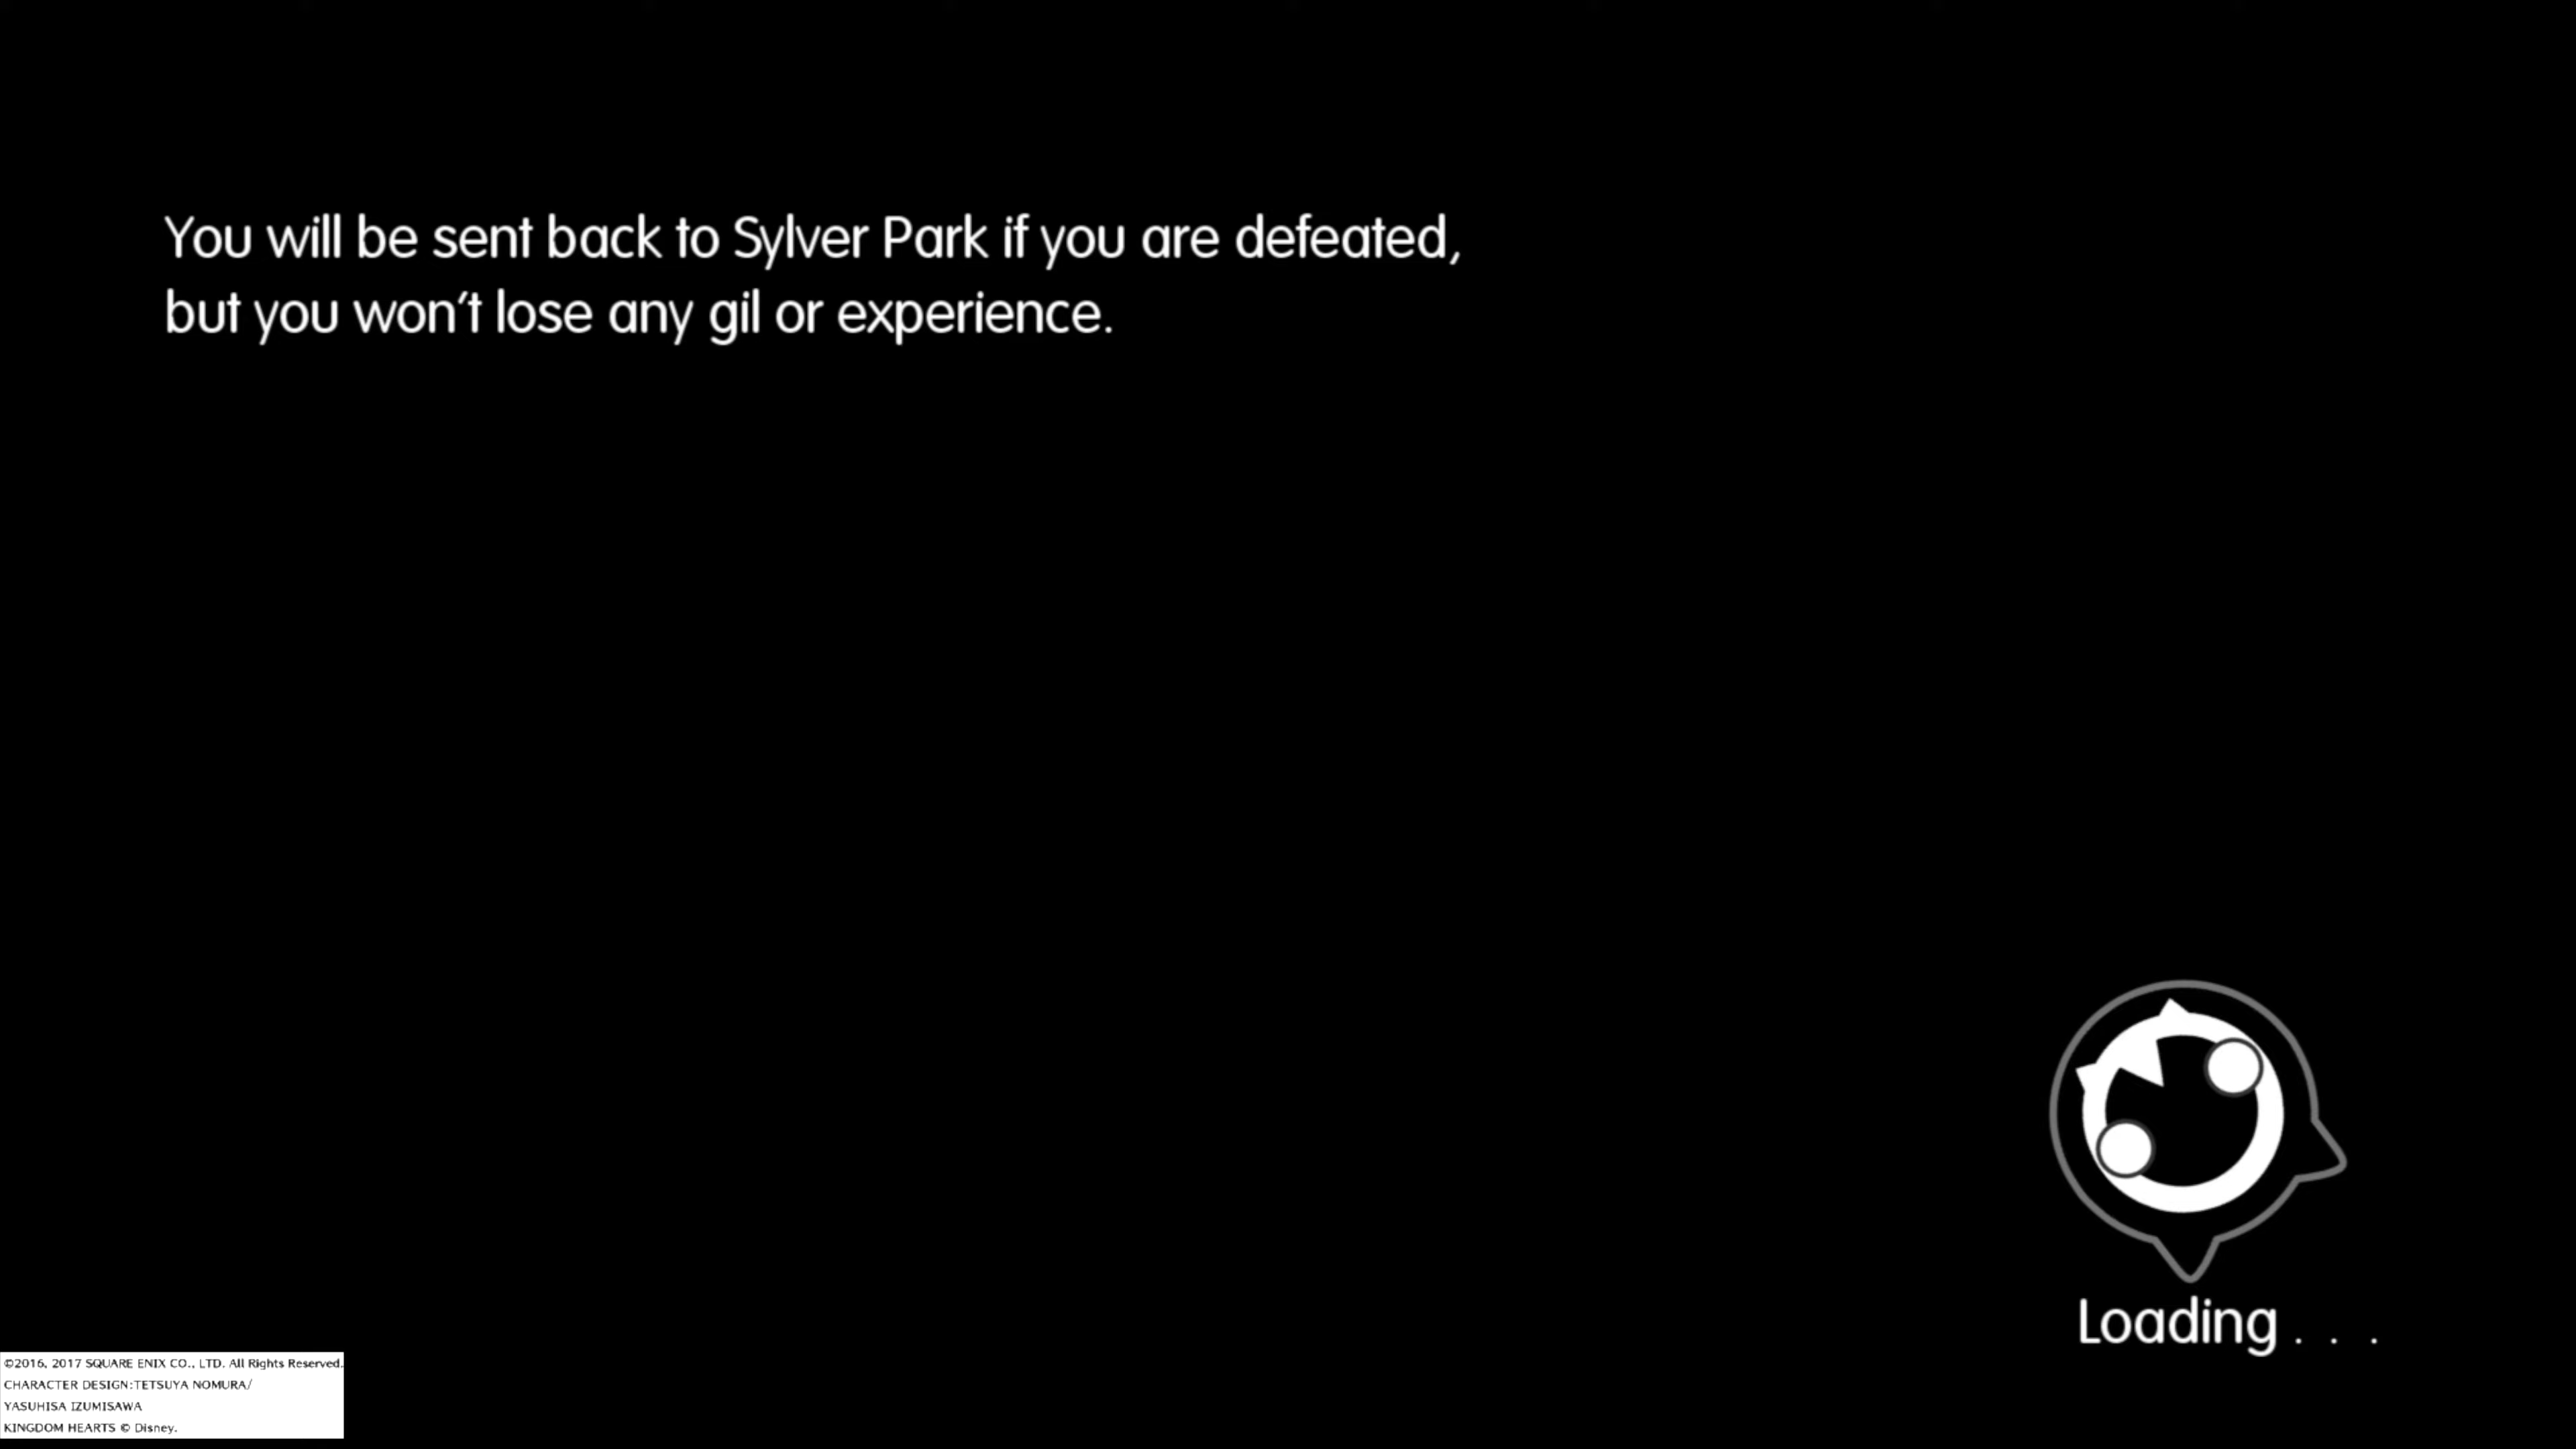 You will be sent back to Sylver Park if you are defeated,
but you won't lose any gil or experience.
Loading . . .
©2016, 2017 SQUARE ENIX CO., LTD. All Rights Reserved.
CHARACTER DESIGN:TETSUYA NOMURA/
YASUHISA IZUMISAWA
KINGDOM HEARTS © Disney.